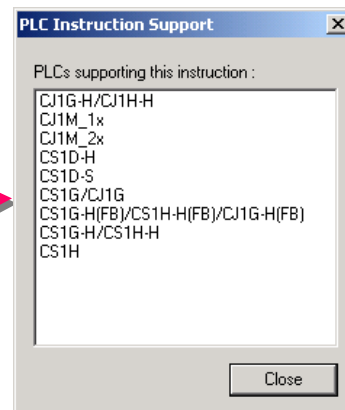 PLC Instruction Support
PLCs supporting this instruction :
CJ1G-H/CJ1H-H
CJ1M_1x
CJ1M_2x
CS1D-H
CS1D-S
CS1G/CJ1G
CS1G-H(FB)/CS1H-H(FB)/CJ1G-H(FB)
CS1G-H/CS1H-H
CS1H
Close